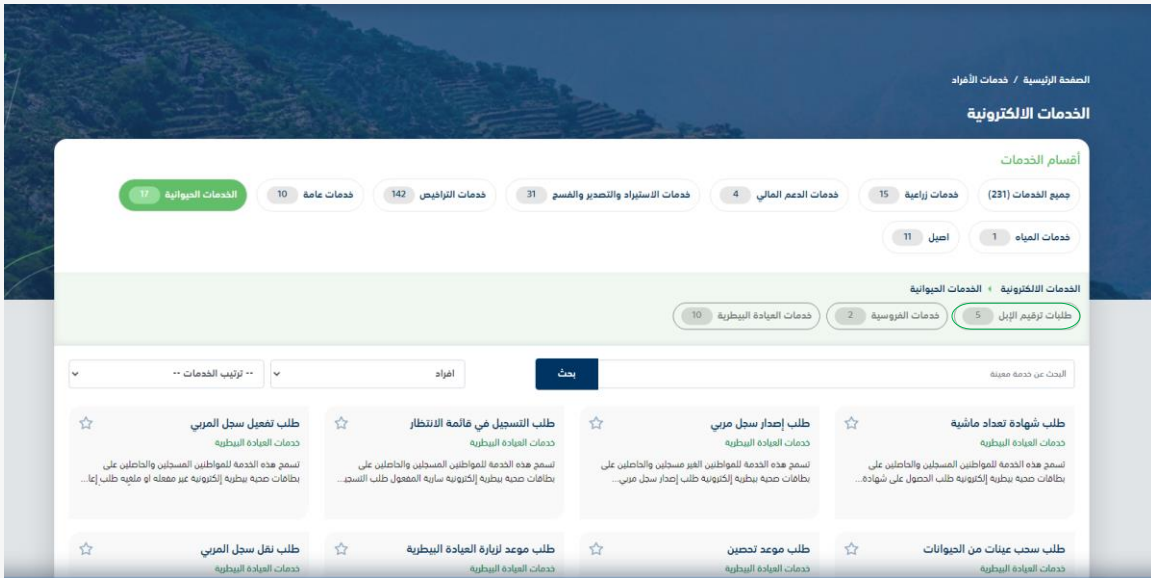 الصفحة الرئيسية / خدمات الأفراد
الخدمات الالكترونية
أقسام الخدمات
جميع الخدمات (231) خدمات زراعية 15 خدمات الدعم المالي 4 خدمات الاستيراد والتصدير والفسح 31 خدمات التراخيص 142 خدمات عامة 10 الخدمات الحيوانية 17
خدمات المياه 1 اصيل 11
الخدمات الالكترونية الخدمات الحيوانية
طلبات ترقيم الإبل 5 خدمات الفروسية 2 خدمات العيادة البيطرية 10
البحث عن خدمة معينة بحث افراد -- ترتيب الخدمات --
طلب شهادة تعداد ماشية
خدمات العيادة البيطرية
تسمح هذه الخدمة للمواطنين المسجلين والحاصلين على
بطاقات صحية بيطرية إلكترونية طلب الحصول على شهادة...
طلب إصدار سجل مربي
خدمات العيادة البيطرية
تسمح هذه الخدمة للمواطنين الغير مسجلين والحاصلين على
بطاقات صحية بيطرية إلكترونية طلب إصدار سجل مربي...
طلب التسجيل في قائمة الانتظار
خدمات العيادة البيطرية
تسمح هذه الخدمة للمواطنين المسجلين والحاصلين على
بطاقات صحية بيطرية إلكترونية سارية المفعول طلب التسجيـ...
طلب تفعيل سجل المربي
خدمات العيادة البيطرية
تسمح هذه الخدمة للمواطنين المسجلين والحاصلين على
بطاقات صحية بيطرية إلكترونية غير مفعله او ملغيه طلب إعا...
طلب سحب عينات من الحيوانات
خدمات العيادة البيطرية
طلب موعد تحصين
خدمات العيادة البيطرية
طلب موعد لزيارة العيادة البيطرية
خدمات العيادة البيطرية
طلب نقل سجل المربي
خدمات العيادة البيطرية